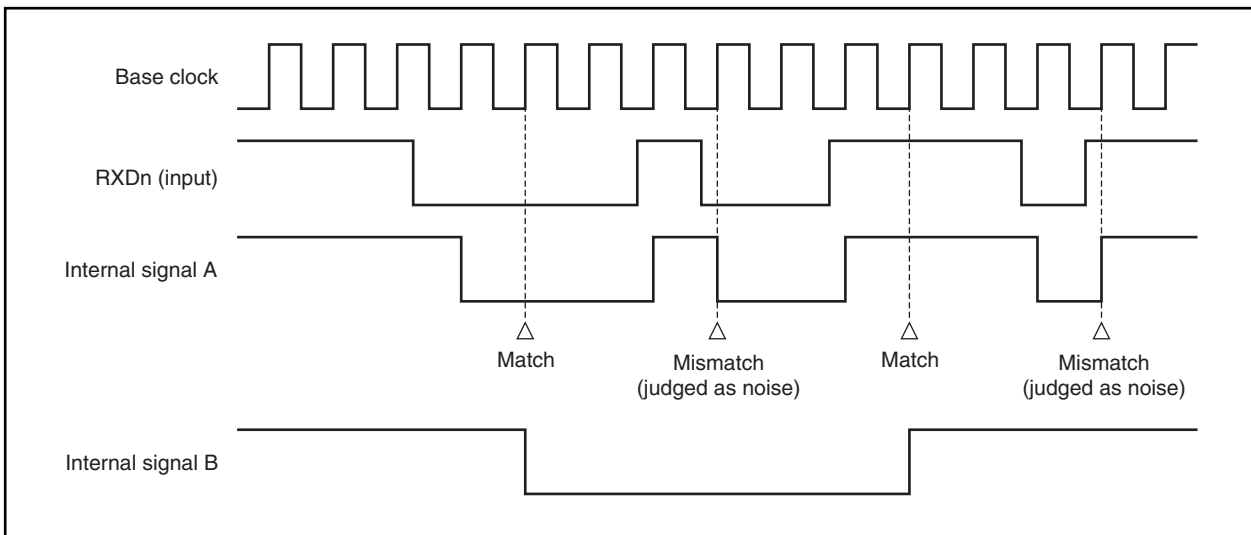 Base clock
RXDn (input)
Internal signal A
Match
Mismatch
(judged as noise)
Match
Mismatch
(judged as noise)
Internal signal B